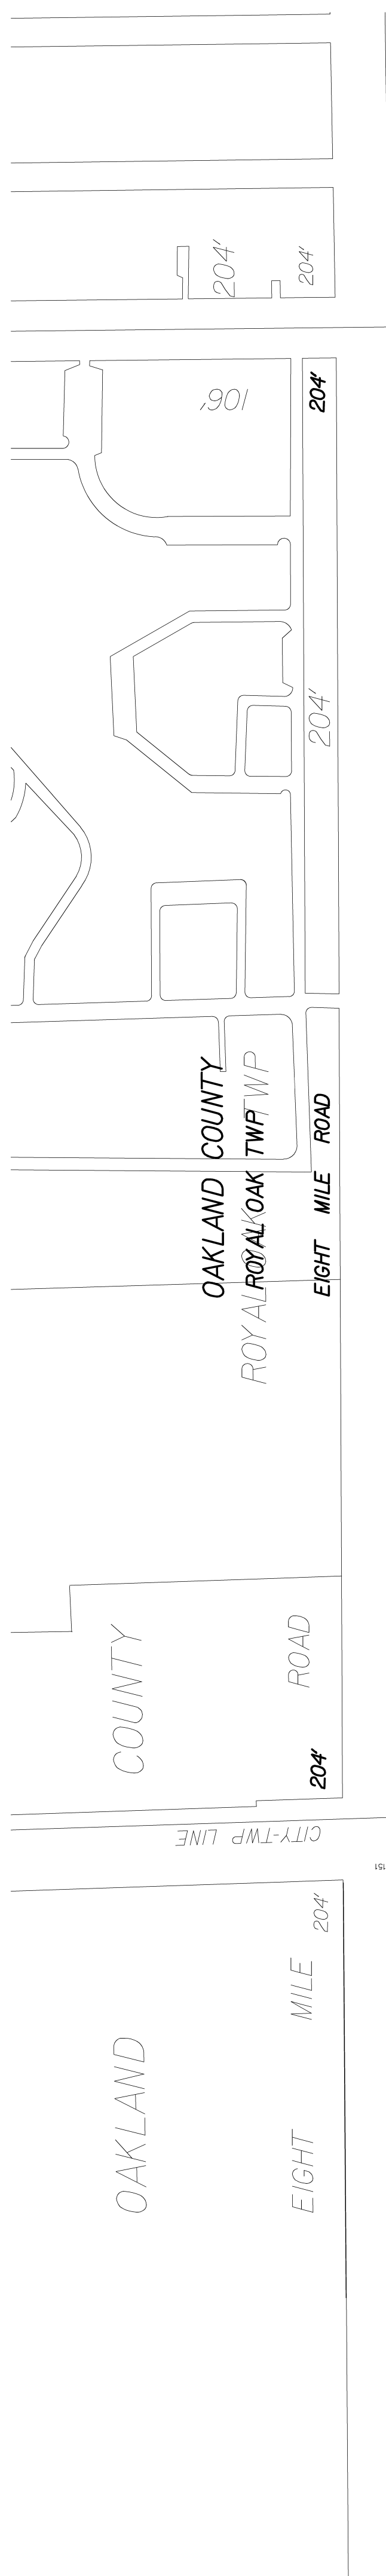 204'
204'
106'
204'
204'
OAKLAND COUNTY
ROYAL OAK TWP
ROYAL OAK TWP
EIGHT MILE ROAD
COUNTY
ROAD
204'
CITY-TWP LINE
151
204'
OAKLAND
EIGHT MILE